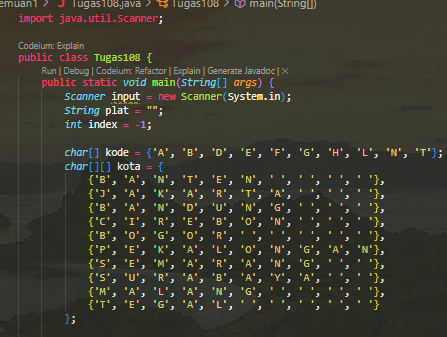 emuan1 > Tugas108.java > Tugas108 > main(String[])
import java.util.Scanner;
Codeium: Explain
public class Tugas108 {
Run | Debug | Codeium: Refactor | Explain | Generate Javadoc | ×
public static void main(String[] args) {
Scanner input = new Scanner(System.in);
String plat = "";
int index = -1;
char[] kode = {'A', 'B', 'D', 'E', 'F', 'G', 'H', 'L', 'N', 'T'};
char[][] kota = {
{'B', 'A', 'N', 'T', 'E', 'N', ' ', ' ', ' ', ' '},
{'J', 'A', 'K', 'A', 'R', 'T', 'A', ' ', ' ', ' '},
{'B', 'A', 'N', 'D', 'U', 'N', 'G', ' ', ' ', ' '},
{'C', 'I', 'R', 'E', 'B', 'O', 'N', ' ', ' ', ' '},
{'B', 'O', 'G', 'O', 'R', ' ', ' ', ' ', ' ', ' '},
{'P', 'E', 'K', 'A', 'L', 'O', 'N', 'G', 'A', 'N'},
{'S', 'E', 'M', 'A', 'R', 'A', 'N', 'G', ' ', ' '},
{'S', 'U', 'R', 'A', 'B', 'A', 'Y', 'A', ' ', ' '},
{'M', 'A', 'L', 'A', 'N', 'G', ' ', ' ', ' ', ' '},
{'T', 'E', 'G', 'A', 'L', ' ', ' ', ' ', ' ', ' '}
};